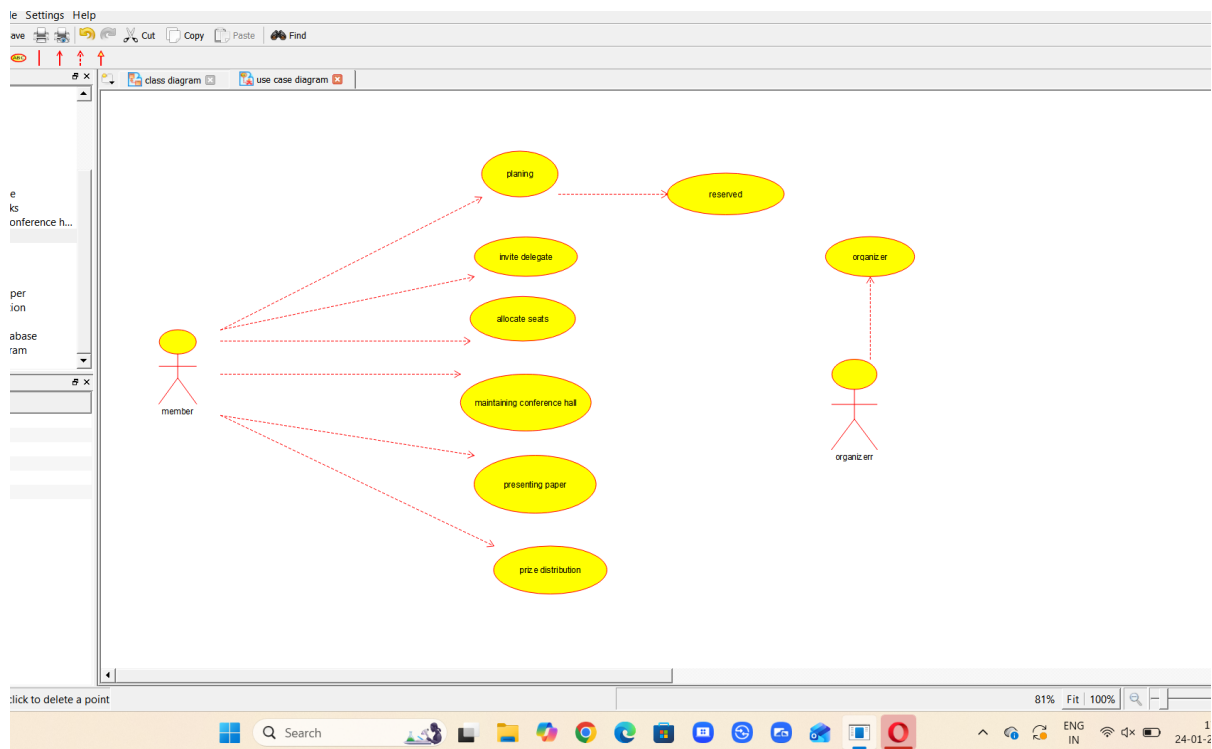 le Settings Help
ave Cut Copy Paste Find
ABC
class diagram use case diagram
e
ks
onference h...
per
ion
abase
ram
planing
reserved
invite delegate
organizer
allocate seats
member
maintaining conference hall
organizerr
presenting paper
prize distribution
click to delete a point
81% Fit 100%
Search
ENG
IN
24-01-2